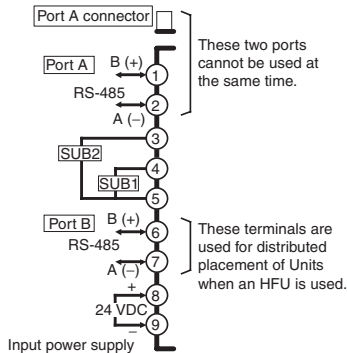 Port A connector
These two ports
cannot be used at
the same time.
Port A
B (+)
1
RS-485
2
A (−)
3
SUB2
4
SUB1
5
Port B
B (+)
6
RS-485
These terminals are
used for distributed
placement of Units
when an HFU is used.
A (−)
7
+
8
24 VDC
−
9
Input power supply